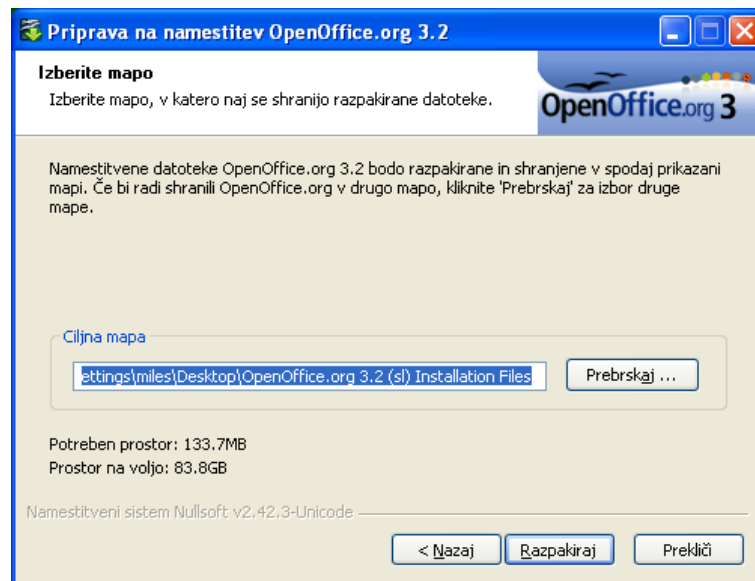 Priprava na namestitev OpenOffice.org 3.2
Izberite mapo
Izberite mapo, v katero naj se shranijo razpakirane datoteke.
OpenOffice.org 3
Namestitvene datoteke OpenOffice.org 3.2 bodo razpakirane in shranjene v spodaj prikazani
mapi. Če bi radi shranili OpenOffice.org v drugo mapo, kliknite 'Prebrskaj' za izbor druge
mape.
Ciljna mapa
ettings\miles\Desktop\OpenOffice.org 3.2 (sl) Installation Files
Prebrskaj ...
Potreben prostor: 133.7MB
Prostor na voljo: 83.8GB
Namestitveni sistem Nullsoft v2.42.3-Unicode
< Nazaj
Razpakiraj
Prekliči